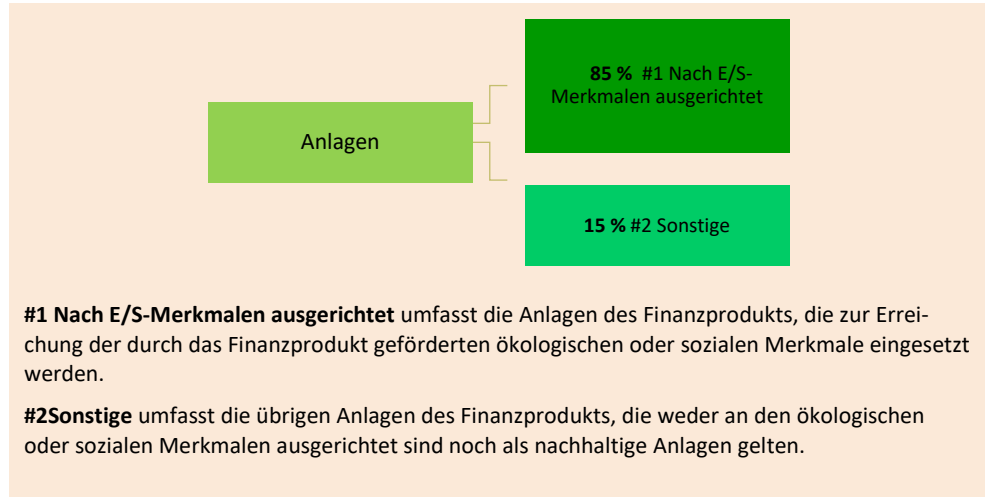 85 % #1 Nach E/S-
Merkmalen ausgerichtet
Anlagen
15 % #2 Sonstige
#1 Nach E/S-Merkmalen ausgerichtet umfasst die Anlagen des Finanzprodukts, die zur Errei-
chung der durch das Finanzprodukt geförderten ökologischen oder sozialen Merkmale eingesetzt
werden.
#2Sonstige umfasst die übrigen Anlagen des Finanzprodukts, die weder an den ökologischen
oder sozialen Merkmalen ausgerichtet sind noch als nachhaltige Anlagen gelten.